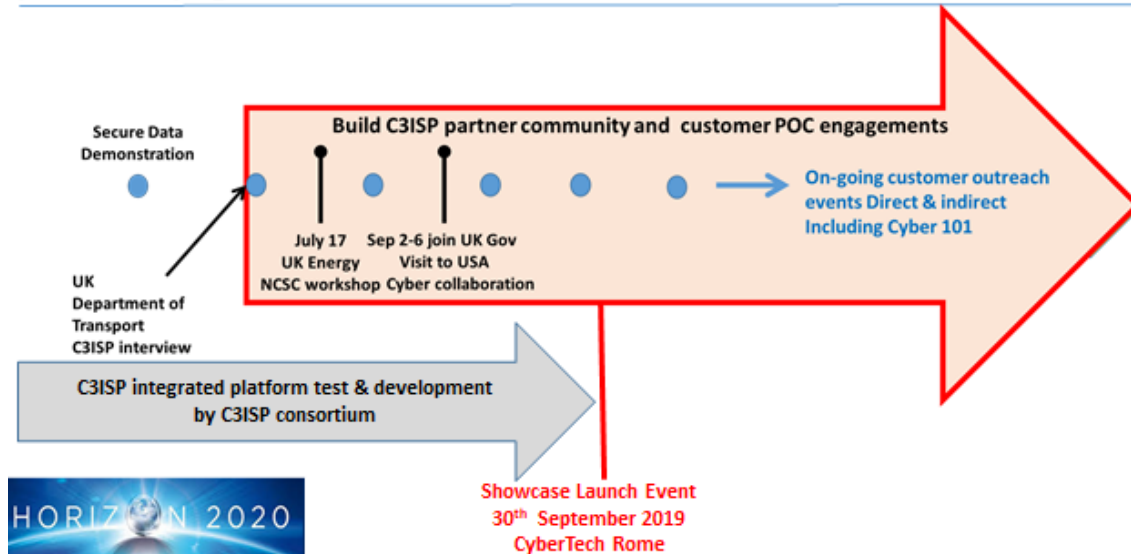 Secure Data
Demonstration
Build C3ISP partner community and customer POC engagements
On-going customer outreach
events Direct & indirect
Including Cyber 101
July 17
UK Energy
NCSC workshop
Sep 2-6 join UK Gov
Visit to USA
Cyber collaboration
UK
Department of
Transport
C3ISP interview
C3ISP integrated platform test & development
by C3ISP consortium
Showcase Launch Event
30th September 2019
CyberTech Rome
HORIZON 2020